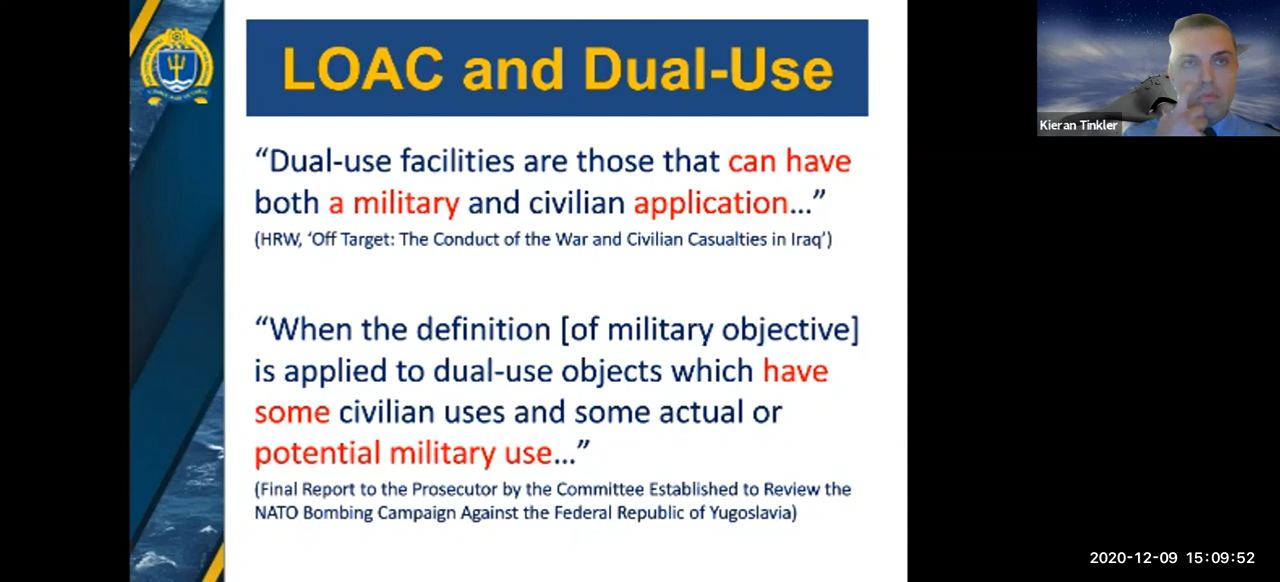 LOAC and Dual-Use
“Dual-use facilities are those that can have
both a military and civilian application…”
(HRW, ‘Off Target: The Conduct of the War and Civilian Casualties in Iraq’)
“When the definition [of military objective]
is applied to dual-use objects which have
some civilian uses and some actual or
potential military use…”
(Final Report to the Prosecutor by the Committee Established to Review the
NATO Bombing Campaign Against the Federal Republic of Yugoslavia)
Kieran Tinkler
2020-12-09 15:09:52